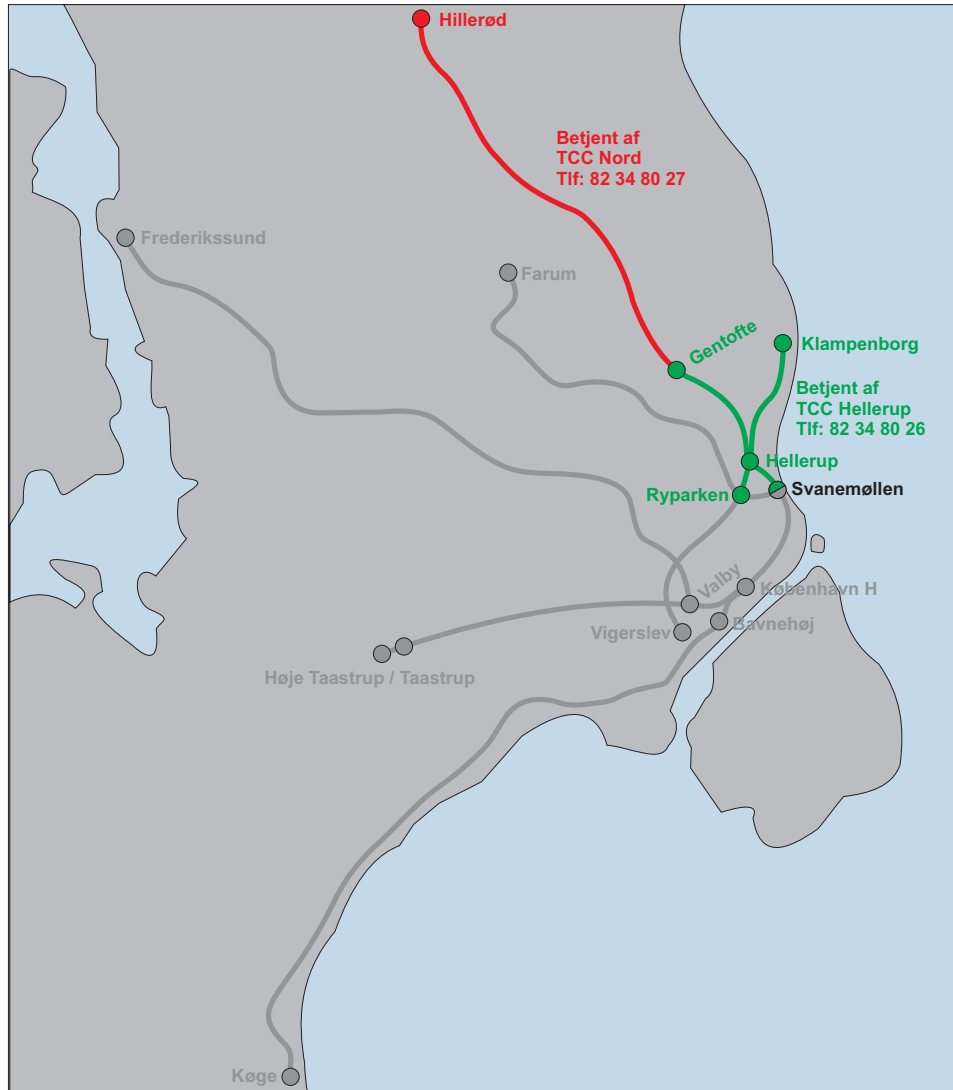 Hillerød
Betjent af
TCC Nord
Tlf: 82 34 80 27
Frederikssund
Farum
Gentofte
Klampenborg
Betjent af
TCC Hellerup
Tlf: 82 34 80 26
Hellerup
Ryparken
Svanemøllen
Valby
København H
Vigerslev
Bavnehøj
Høje Taastrup / Taastrup
Køge